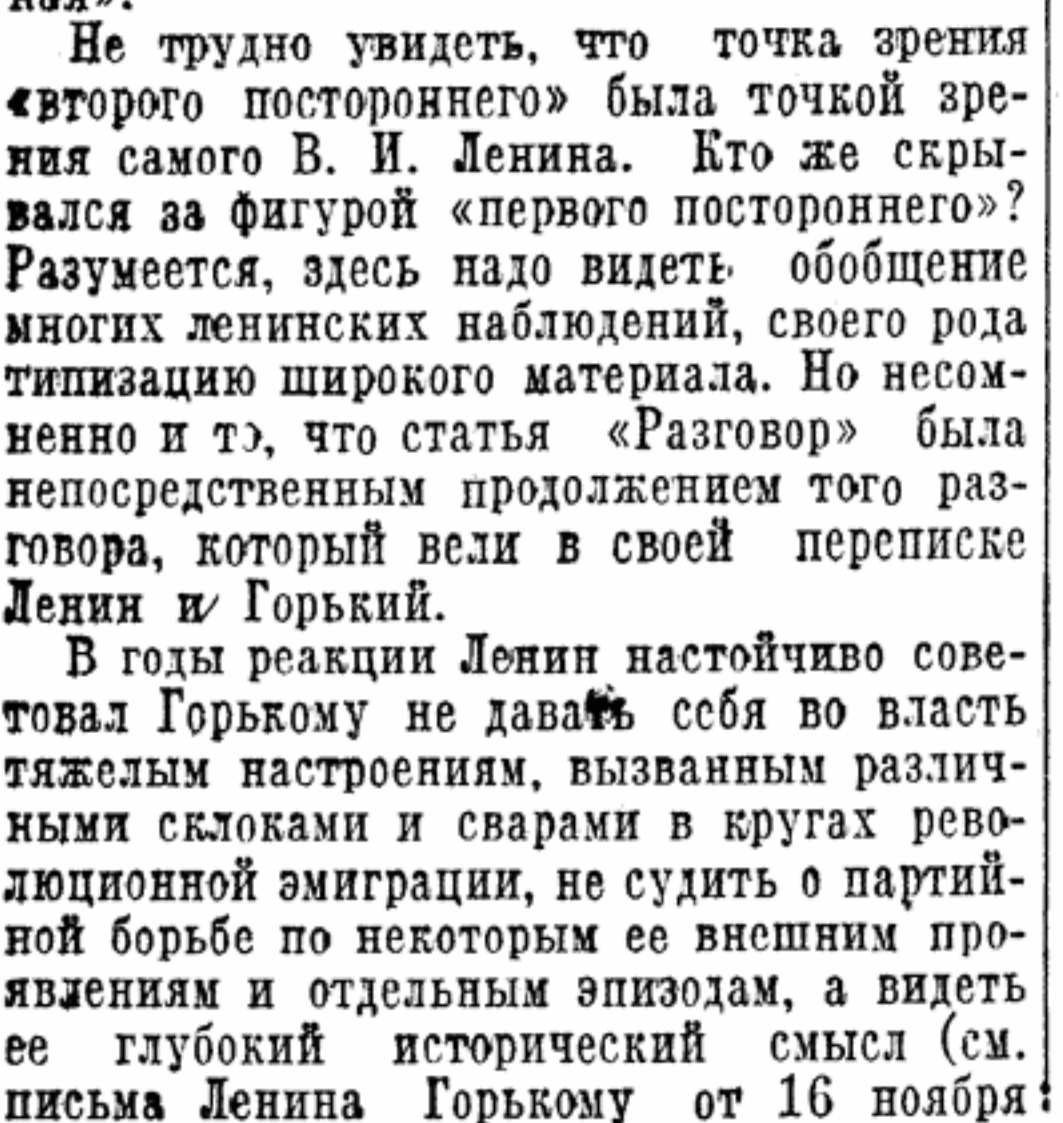 ная».
Не трудно увидеть, что точка зрения
«второго постороннего» была точкой зре-
ния самого В. И. Ленина. Кто же скры-
вался за фигурой «первого постороннего»?
Разумеется, здесь надо видеть обобщение
многих ленинских наблюдений, своего рода
типизацию широкого материала. Но несом-
ненно и то, что статья «Разговор» была
непосредственным продолжением того раз-
говора, который вели в своей переписке
Ленин и Горький.
В годы реакции Ленин настойчиво сове-
товал Горькому не давать себя во власть
тяжелым настроениям, вызванным различ-
ными склоками и сварами в кругах рево-
люционной эмиграции, не судить о партий-
ной борьбе по некоторым ее внешним про-
явлениям и отдельным эпизодам, а видеть
ее глубокий исторический смысл (см.
письма Ленина Горькому от 16 ноября